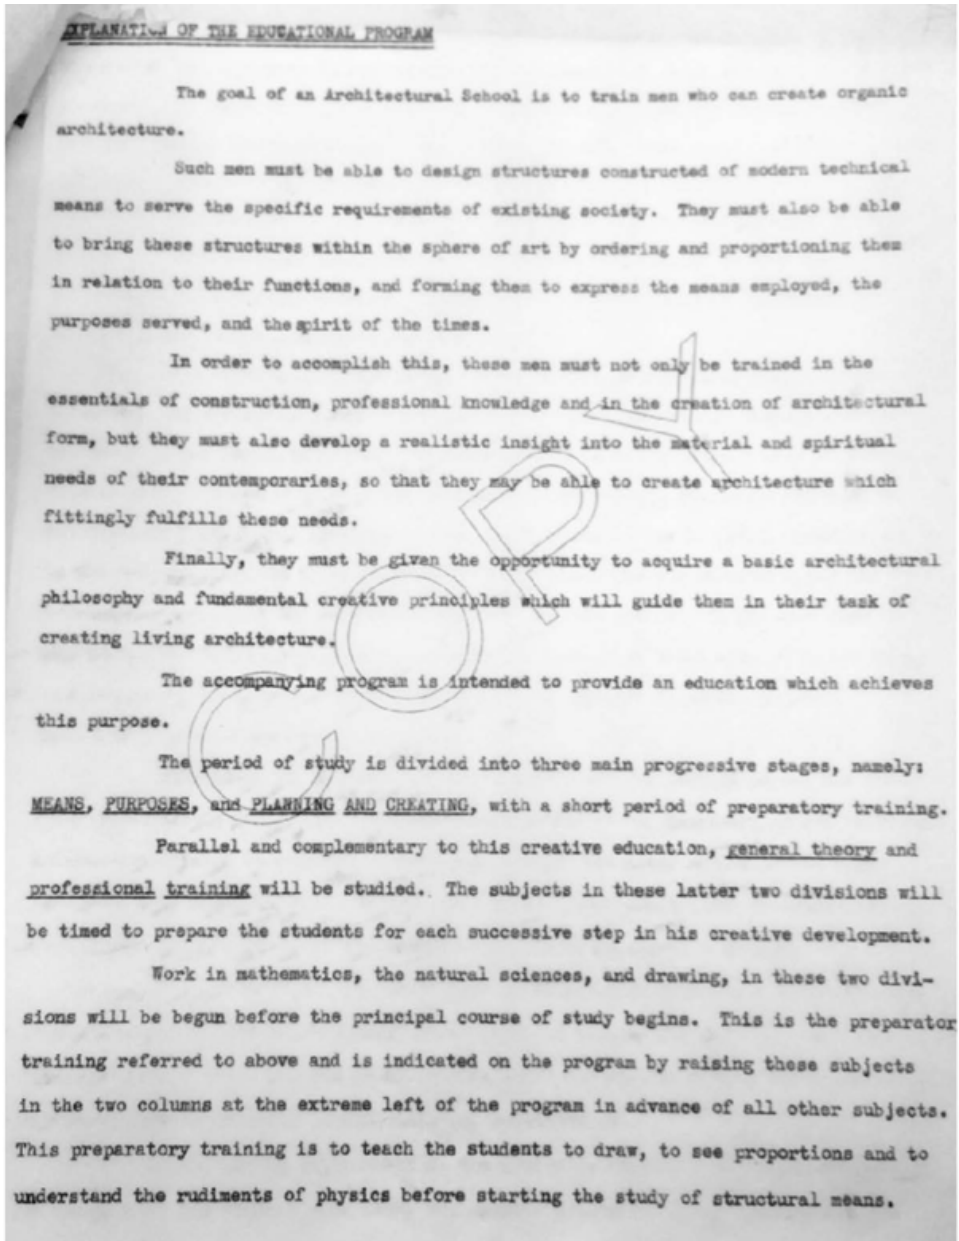 EXPLANATION OF THE EDUCATIONAL PROGRAM
The goal of an Architectural School is to train men who can create organic
architecture.
Such men must be able to design structures constructed of modern technical
means to serve the specific requirements of existing society. They must also be able
to bring these structures within the sphere of art by ordering and proportioning them
in relation to their functions, and forming them to express the means employed, the
purposes served, and the spirit of the times.
In order to accomplish this, these men must not only be trained in the
essentials of construction, professional knowledge and in the creation of architectural
form, but they must also develop a realistic insight into the material and spiritual
needs of their contemporaries, so that they may be able to create architecture which
fittingly fulfills these needs.
Finally, they must be given the opportunity to acquire a basic architectural
philosophy and fundamental creative principles which will guide them in their task of
creating living architecture.
The accompanying program is intended to provide an education which achieves
this purpose.
The period of study is divided into three main progressive stages, namely:
MEANS, PURPOSES, and PLANNING AND CREATING, with a short period of preparatory training.
Parallel and complementary to this creative education, general theory and
professional training will be studied. The subjects in these latter two divisions will
be timed to prepare the students for each successive step in his creative development.
Work in mathematics, the natural sciences, and drawing, in these two divi-
sions will be begun before the principal course of study begins. This is the preparator
training referred to above and is indicated on the program by raising these subjects
in the two columns at the extreme left of the program in advance of all other subjects.
This preparatory training is to teach the students to draw, to see proportions and to
understand the rudiments of physics before starting the study of structural means.
COPY